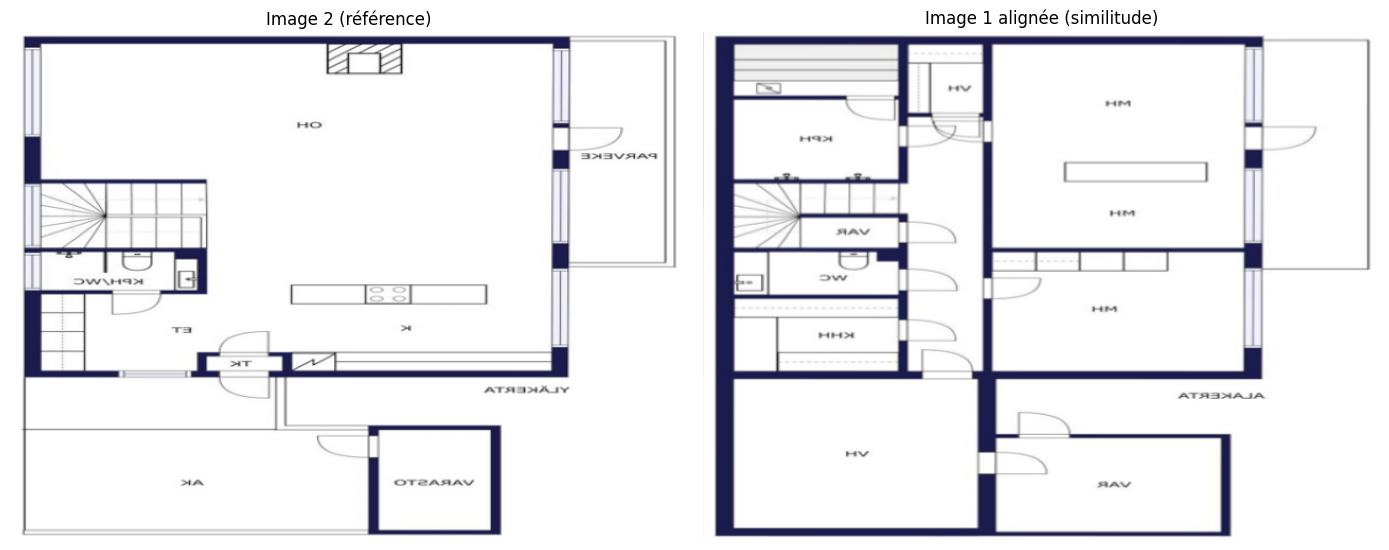 Image 2 (référence)
OH
PARVEKE
KPH/WC
ET
K
TK
YLÄKERTA
AK
VARASTO
Image 1 alignée (similitude)
VH
MH
KPH
MH
VAR
WC
MH
KHH
ALAKERTA
VH
VAR